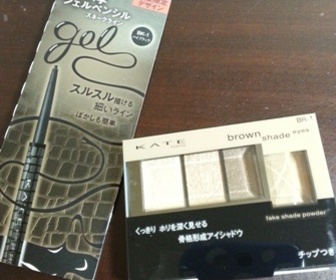 ジェルペンシル
BK-1
gel
スルスル描ける
細いライン
ぼかしも簡単
BR-1
KATE
brown
shade eyes
fake shade powder
くっきり ホリを深く見せる
骨格形成アイシャドウ
チップつき